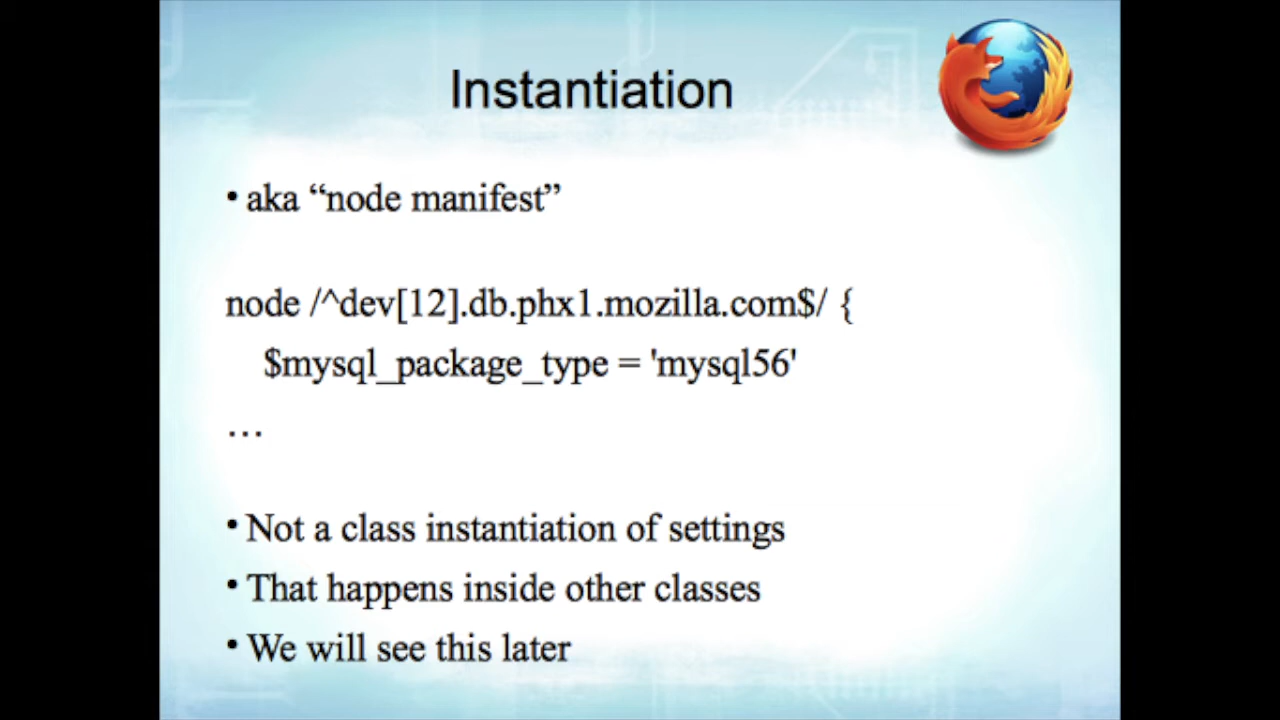 Instantiation
• aka “node manifest”
node /^dev[12].db.phx1.mozilla.com$/ {
$mysql_package_type = 'mysql56'
…
• Not a class instantiation of settings
• That happens inside other classes
• We will see this later